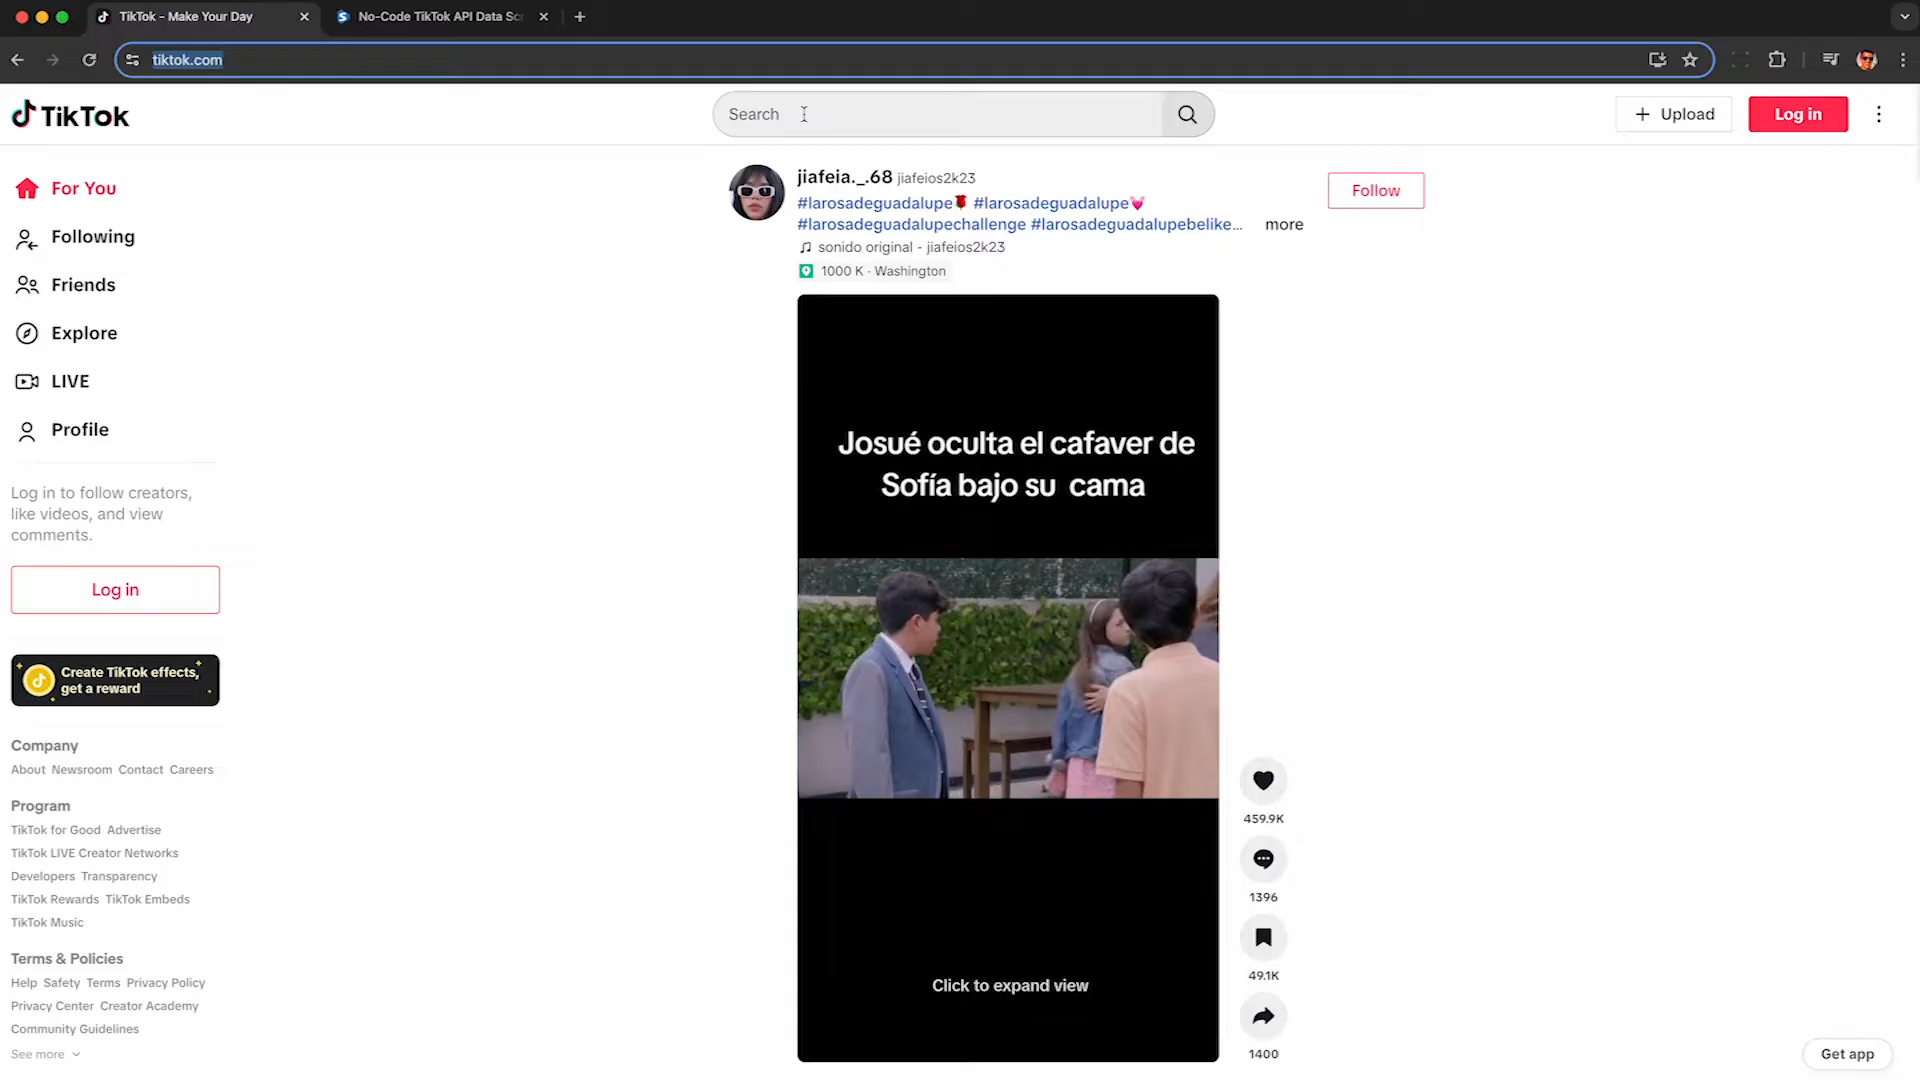 TikTok - Make Your Day
No-Code TikTok API Data Scr
tiktok.com
TikTok
Search
Upload
Log in
For You
Following
Friends
Explore
LIVE
Profile
Log in to follow creators,
like videos, and view
comments.
Log in
Create TikTok effects,
get a reward
Company
About Newsroom Contact Careers
Program
TikTok for Good Advertise
TikTok LIVE Creator Networks
Developers Transparency
TikTok Rewards TikTok Embeds
TikTok Music
Terms & Policies
Help Safety Terms Privacy Policy
Privacy Center Creator Academy
Community Guidelines
See more
jiafeia._.68 jiafeios2k23
Follow
#larosadeguadalupe🌹 #larosadeguadalupe💓
#larosadeguadalupechallenge #larosadeguadalupebelike... more
sonido original - jiafeios2k23
1000 K · Washington
Josué oculta el cafaver de
Sofía bajo su cama
Click to expand view
459.9K
1396
49.1K
1400
Get app